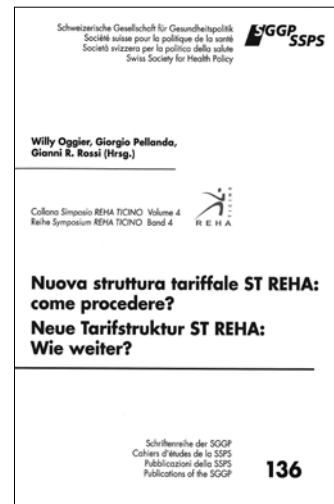 Schweizerische Gesellschaft für Gesundheitspolitik
Société suisse pour la politique de la santé
Società svizzera per la politica della salute
Swiss Society for Health Policy
SGGP
SSPS
Willy Oggier, Giorgio Pellanda,
Gianni R. Rossi (Hrsg.)
Collana Simposio REHA TICINO Volume 4
Reihe Symposium REHA TICINO Band 4
REHA
TICINO
Nuova struttura tariffale ST REHA:
come procedere?
Neue Tarifstruktur ST REHA:
Wie weiter?
Schriftenreihe der SGGP
Cahiers d'études de la SSPS
Pubblicazioni della SSPS
Publications of the SGGP
136